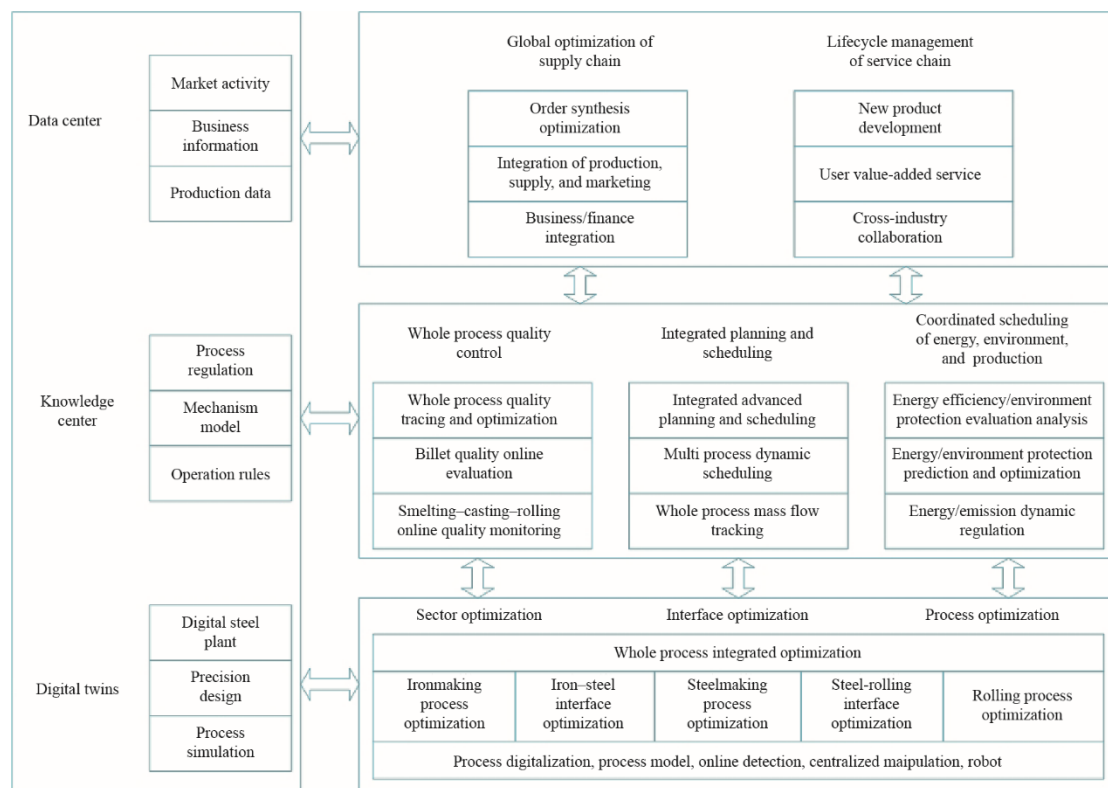 Data center
Market activity
Business
information
Production data
Global optimization of
supply chain
Order synthesis
optimization
Integration of production,
supply, and marketing
Business/finance
integration
Lifecycle management
of service chain
New product
development
User value-added service
Cross-industry
collaboration
Knowledge
center
Process
regulation
Mechanism
model
Operation rules
Whole process quality
control
Whole process quality
tracing and optimization
Billet quality online
evaluation
Smelting–casting–rolling
online quality monitoring
Integrated planning and
scheduling
Integrated advanced
planning and scheduling
Multi process dynamic
scheduling
Whole process mass flow
tracking
Coordinated scheduling
of energy, environment,
and production
Energy efficiency/environment
protection evaluation analysis
Energy/environment protection
prediction and optimization
Energy/emission dynamic
regulation
Digital twins
Digital steel
plant
Precision
design
Process
simulation
Sector optimization
Interface optimization
Process optimization
Whole process integrated optimization
Ironmaking
process
optimization
Iron–steel
interface
optimization
Steelmaking
process
optimization
Steel-rolling
interface
optimization
Rolling process
optimization
Process digitalization, process model, online detection, centralized maipulation, robot